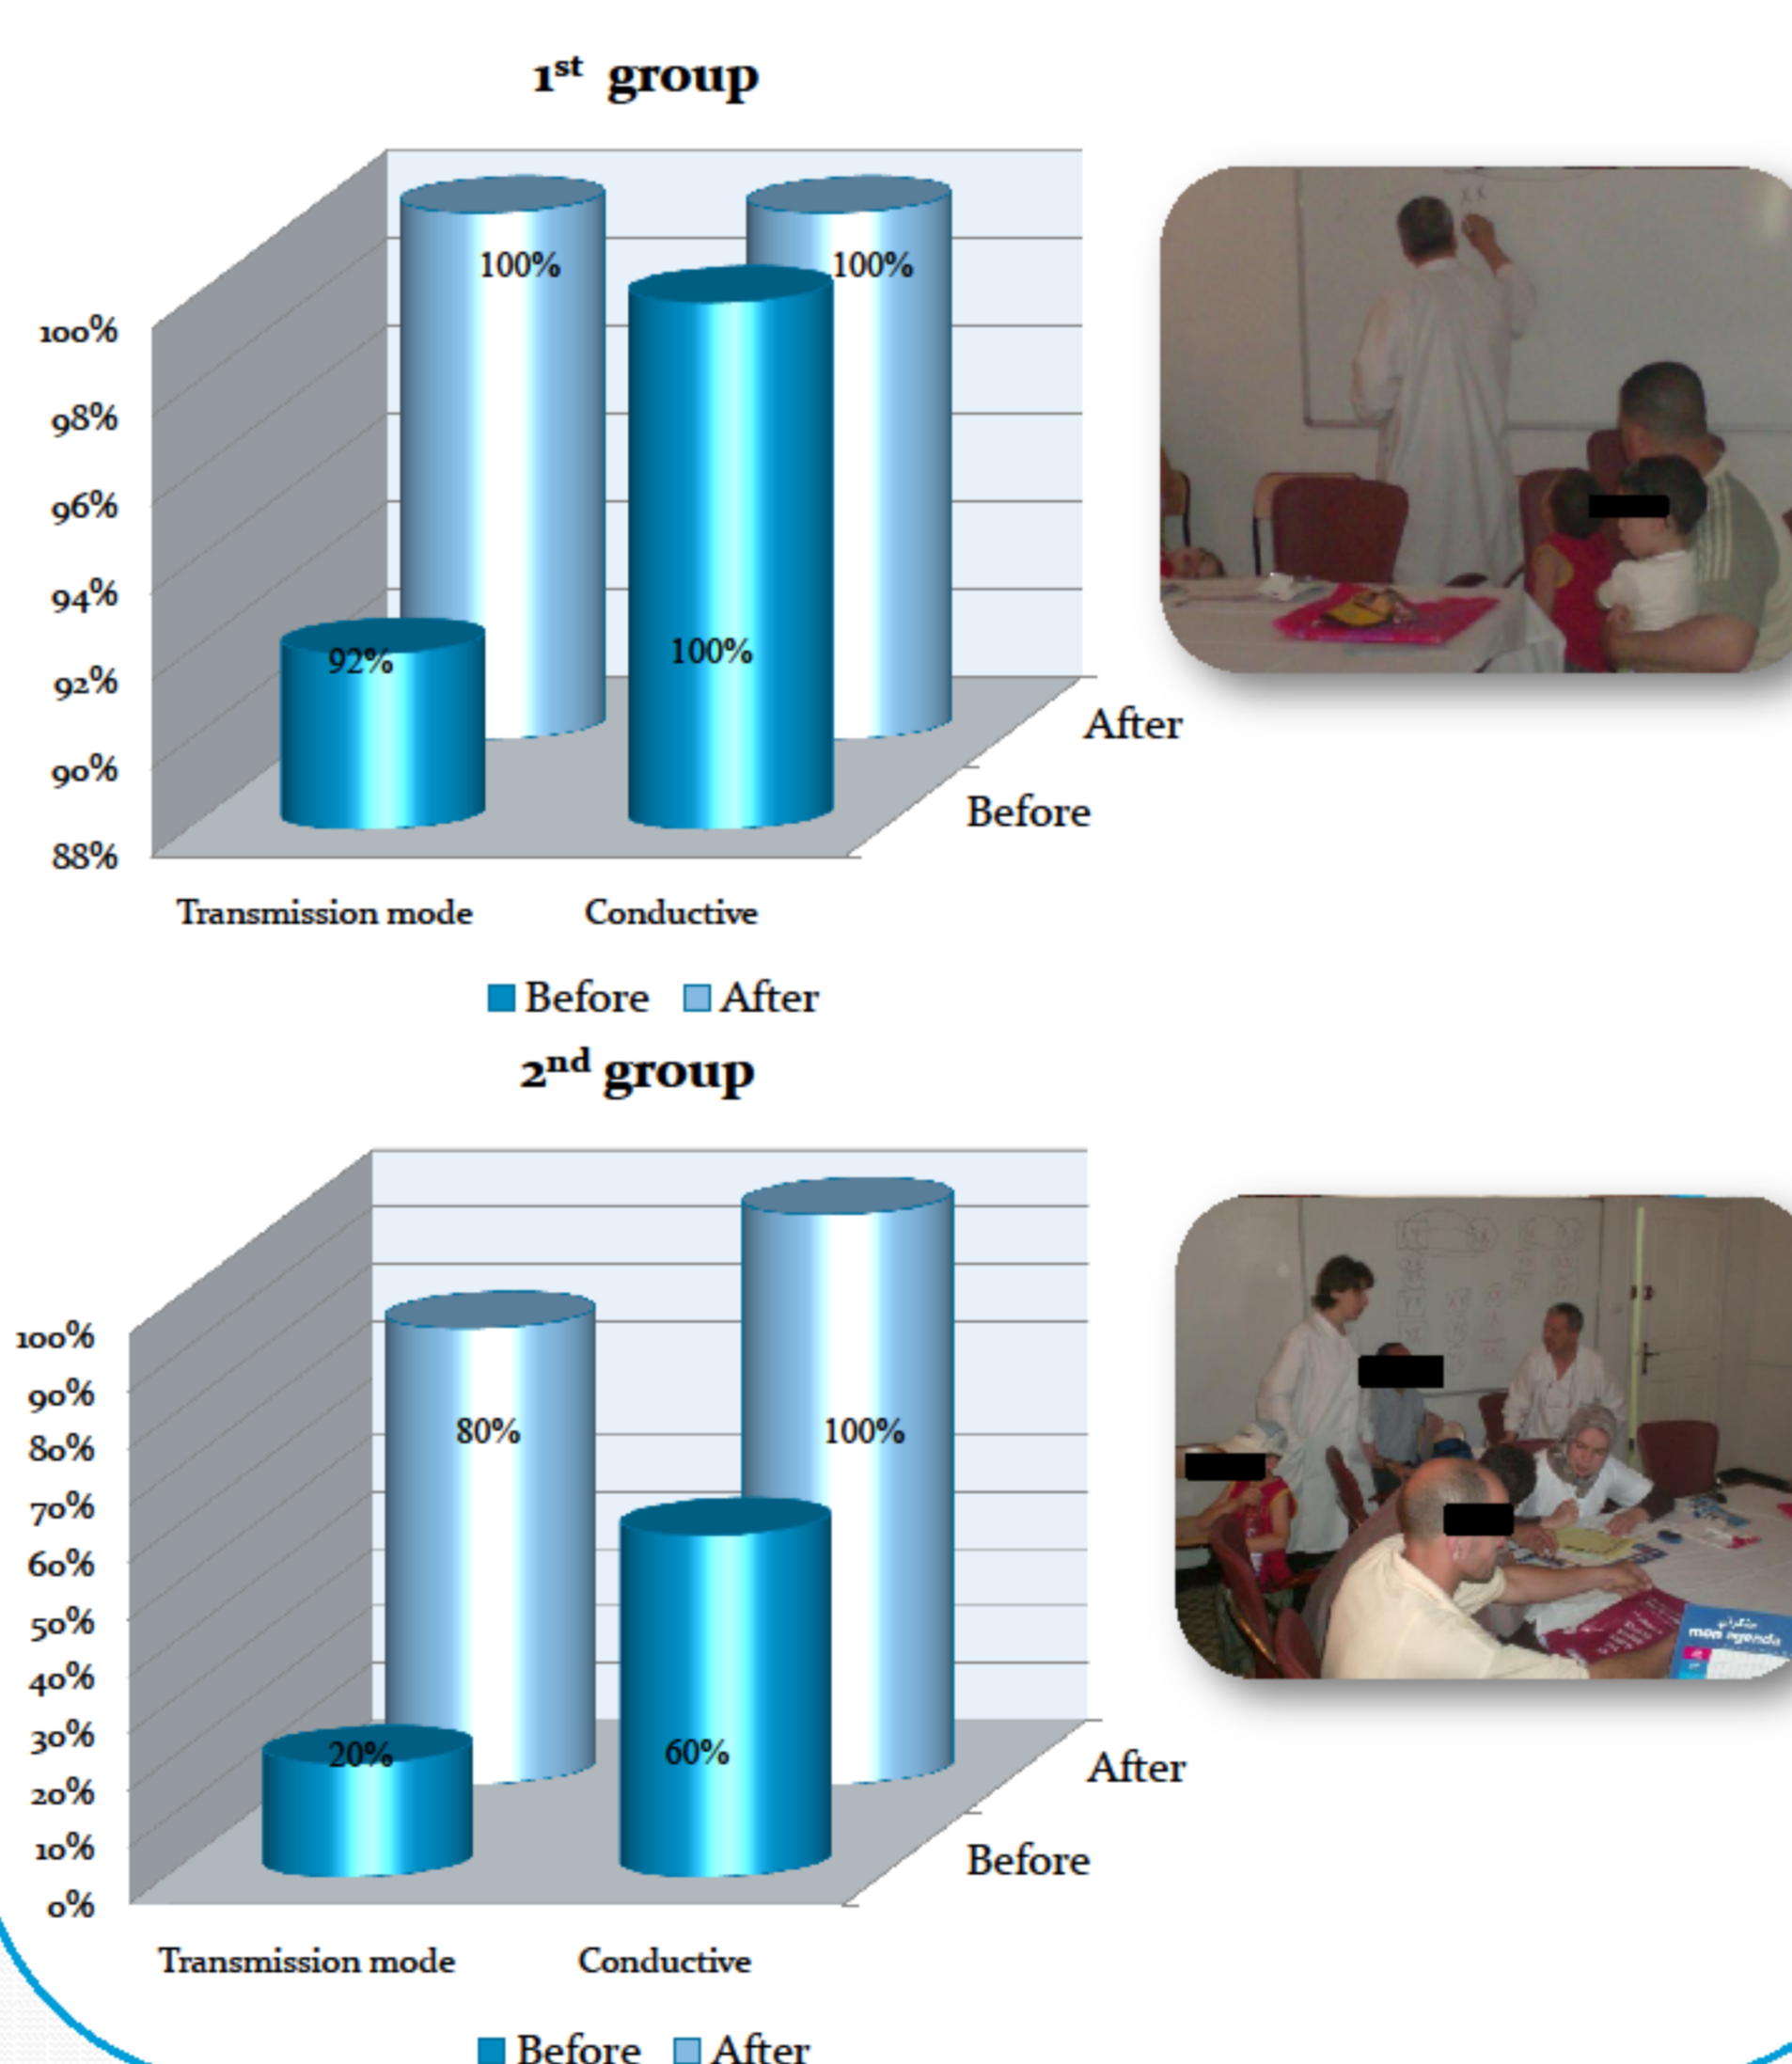 1st group
100%
98%
96%
94%
92%
90%
88%
100%
100%
92%
100%
After
Before
Transmission mode
Conductive
Before
After
2nd group
100%
90%
80%
70%
60%
50%
40%
30%
20%
10%
0%
80%
100%
20%
60%
After
Before
Transmission mode
Conductive
Before
After
xx
mon agenda